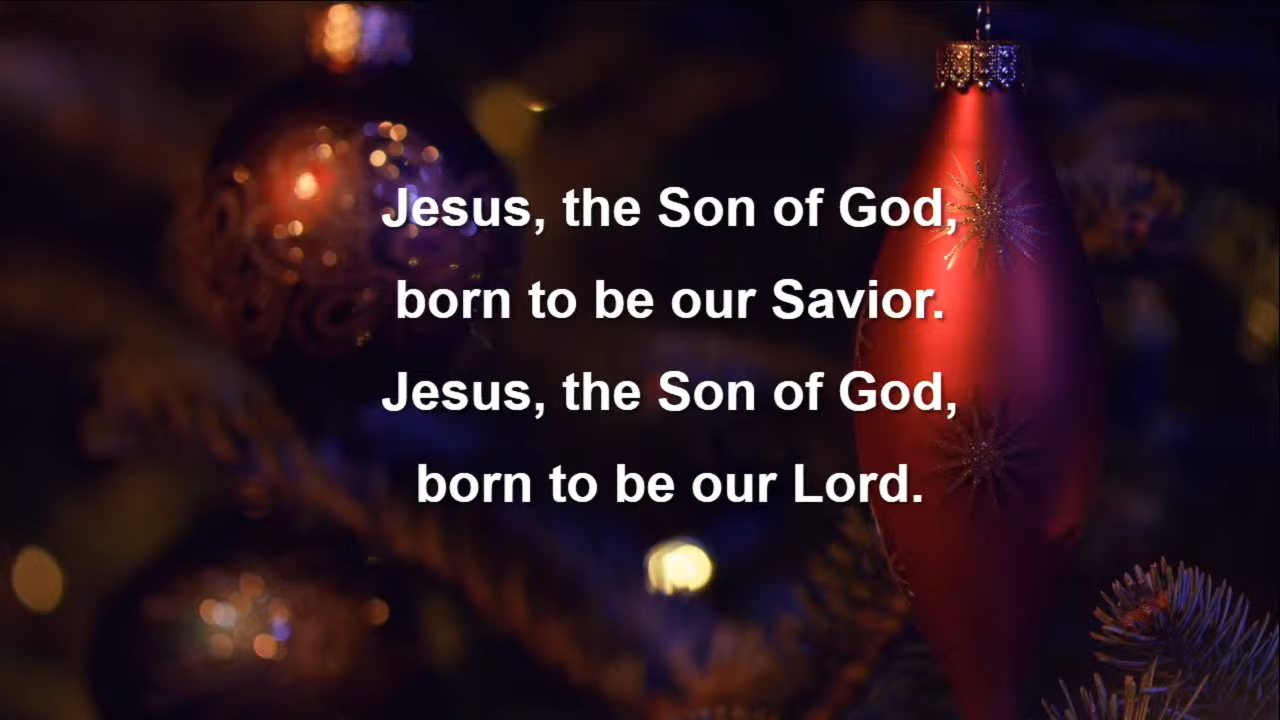 Jesus, the Son of God,
born to be our Savior.
Jesus, the Son of God,
born to be our Lord.